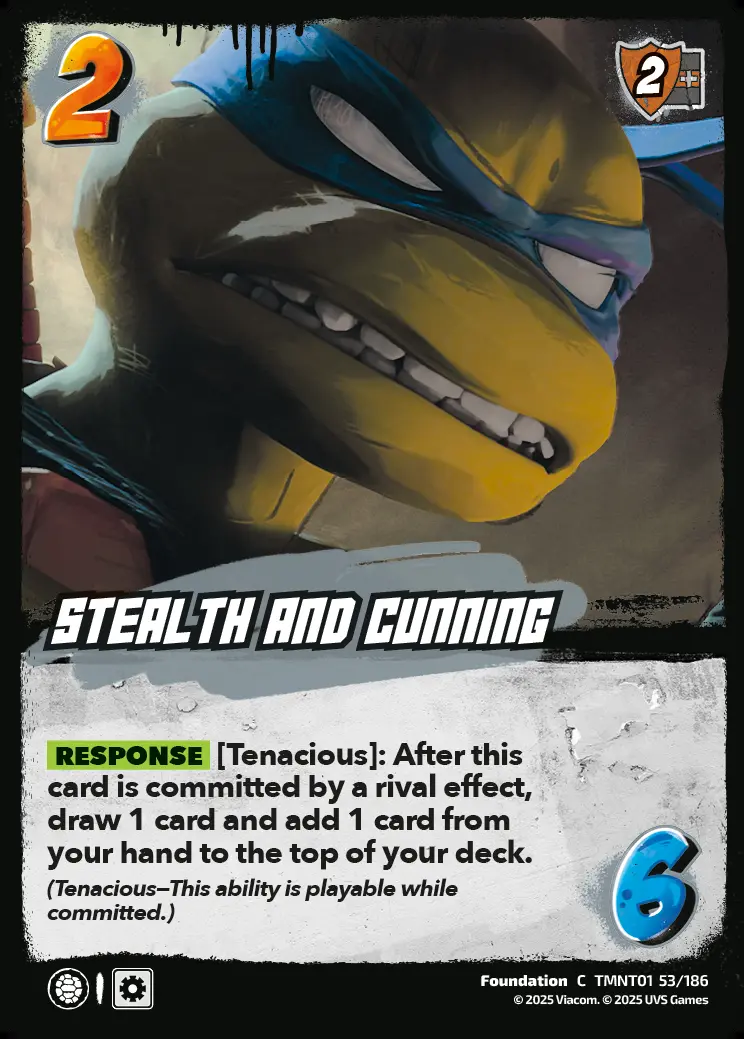 2
2
STEALTH AND CUNNING
RESPONSE [Tenacious]: After this
card is committed by a rival effect,
draw 1 card and add 1 card from
your hand to the top of your deck.
(Tenacious—This ability is playable while
committed.)
6
Foundation C TMNT01 53/186
© 2025 Viacom. © 2025 UVS Games